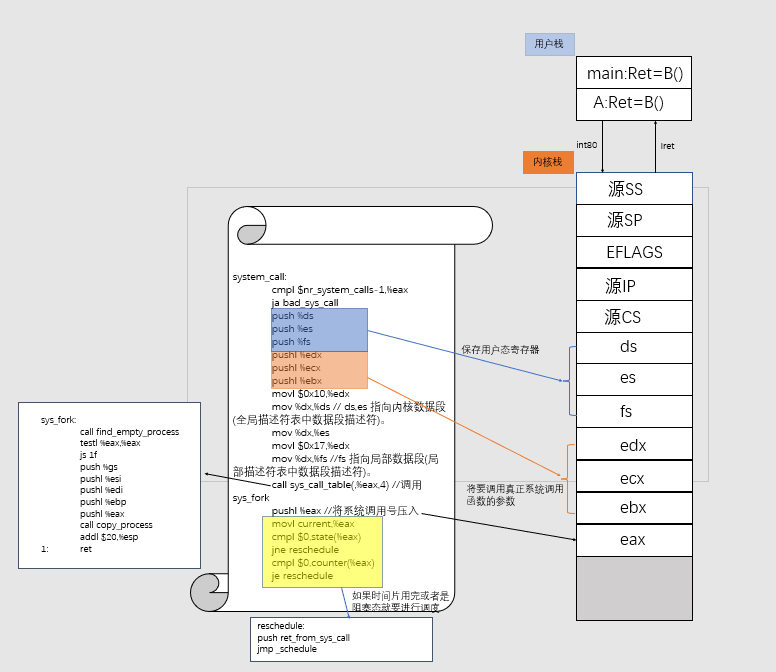 用户栈
main:Ret=B()
A:Ret=B()
int80
iret
内核栈
源SS
源SP
EFLAGS
源IP
源CS
ds
es
fs
edx
ecx
ebx
eax
system_call:
cmpl $nr_system_calls-1,%eax
ja bad_sys_call
push %ds
push %es
push %fs
pushl %edx
pushl %ecx
pushl %ebx
movl $0x10,%edx
mov %dx,%ds // ds,es 指向内核数据段
(全局描述符表中数据段描述符)。
mov %dx,%es
movl $0x17,%edx
mov %dx,%fs //fs 指向局部数据段(局
部描述符表中数据段描述符)。
call sys_call_table(,%eax,4) //调用
sys_fork
pushl %eax //将系统调用号压入
movl current,%eax
cmpl $0,state(%eax)
jne reschedule
cmpl $0,counter(%eax)
je reschedule
保存用户态寄存器
将要调用真正系统调用
函数的参数
如果时间片用完或者是
阻塞态就要进行调度
sys_fork:
call find_empty_process
testl %eax,%eax
js 1f
push %gs
pushl %esi
pushl %edi
pushl %ebp
pushl %eax
call copy_process
addl $20,%esp
1: ret
reschedule:
push ret_from_sys_call
jmp _schedule